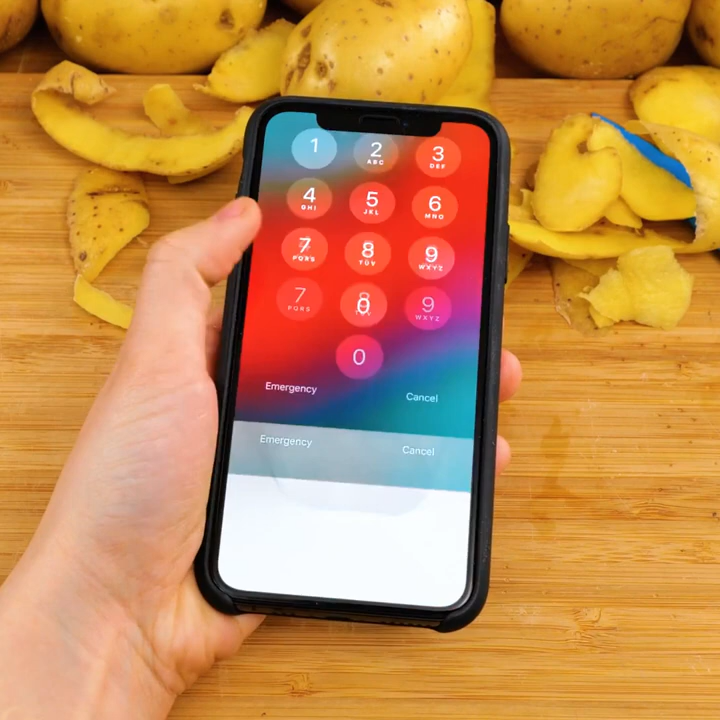 1 2 3
ABC DEF
4 5 6
GHI JKL MNO
7 8 9
PQRS TUV WXYZ
7 8 9
PQRS WXYZ
0
0
Emergency Cancel
Emergency Cancel